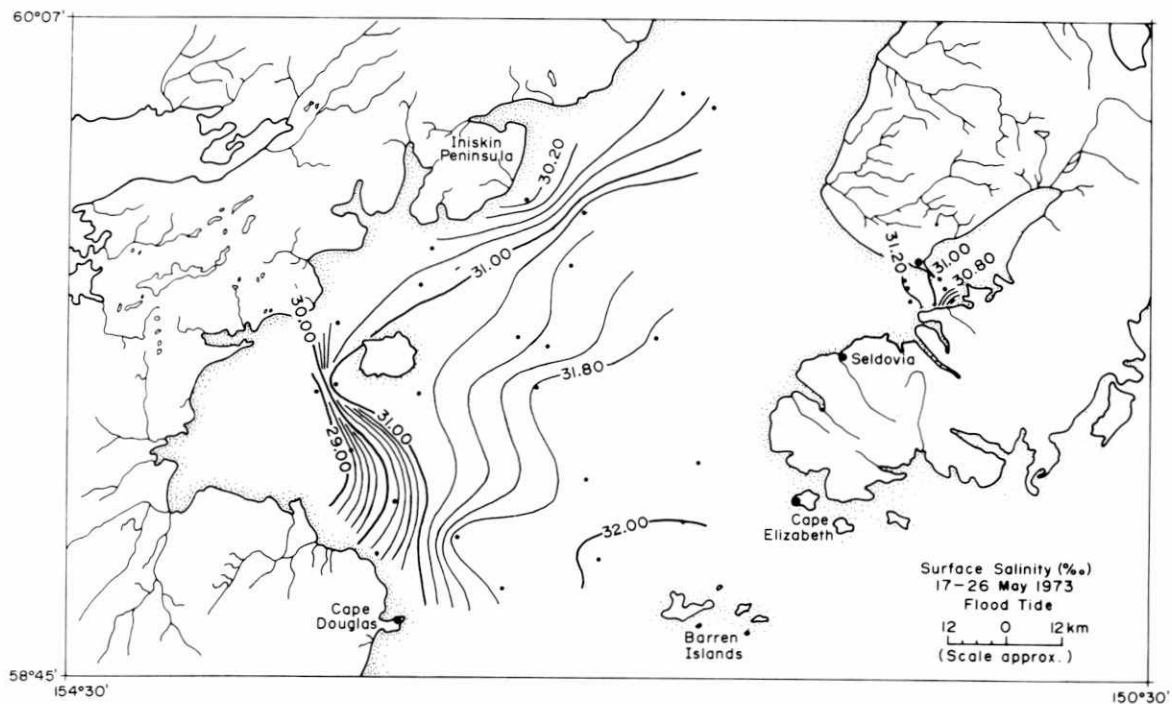 60°07'
Iniskin
Peninsula
30.20
31.00
30.00
31.00
29.00
31.80
32.00
31.20
31.00
30.80
Seldovia
Cape
Elizabeth
Cape
Douglas
Barren
Islands
Surface Salinity (‰)
17-26 May 1973
Flood Tide
12 0 12km
(Scale approx.)
58°45'
154°30'
150°30'